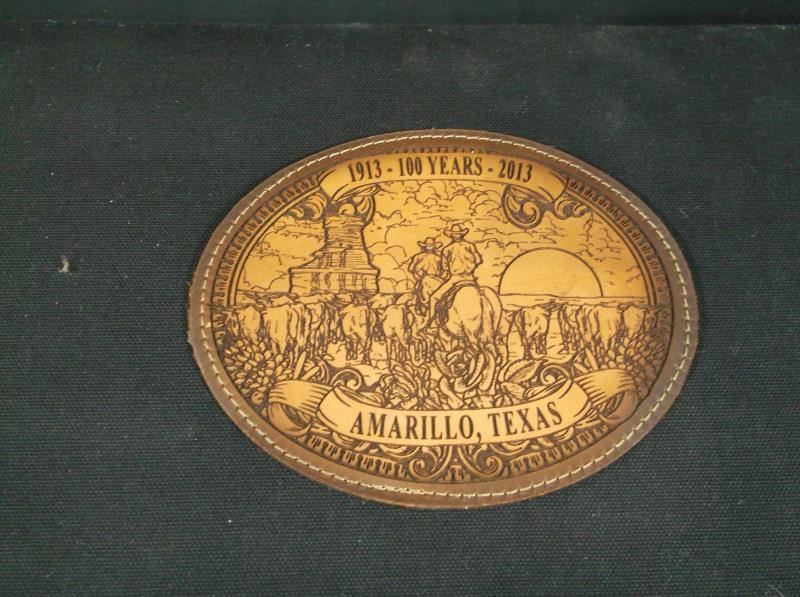 1913 - 100 YEARS - 2013
AMARILLO, TEXAS